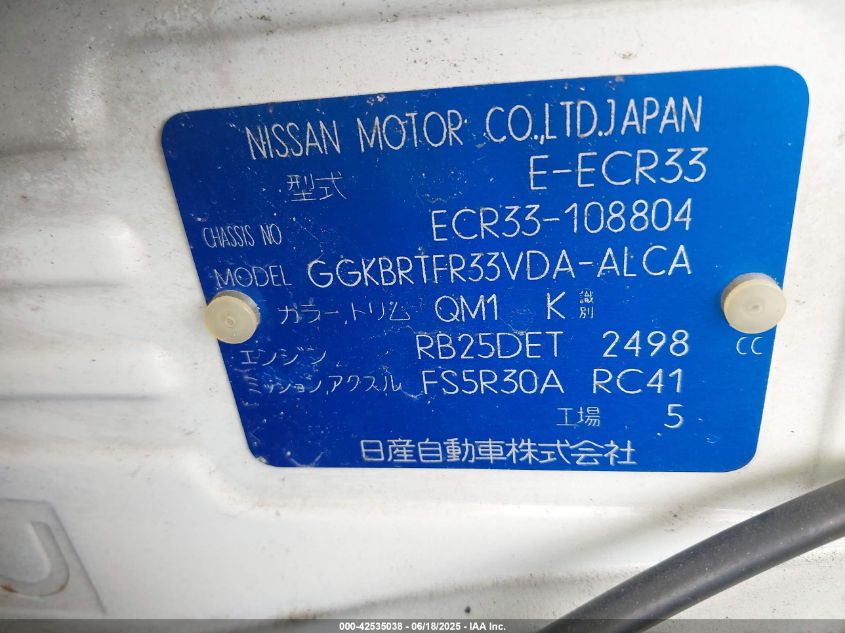 NISSAN MOTOR CO.,LTD.JAPAN
型式 E-ECR33
CHASSIS NO ECR33-108804
MODEL GGKBRTFR33VDA-ALCA
カラー,トリム QM1 K 識別
エンジン RB25DET 2498 CC
ミッション,アクスル FS5R30A RC41
工場 5
日産自動車株式会社
000-42535038 - 06/18/2025 - IAA Inc.